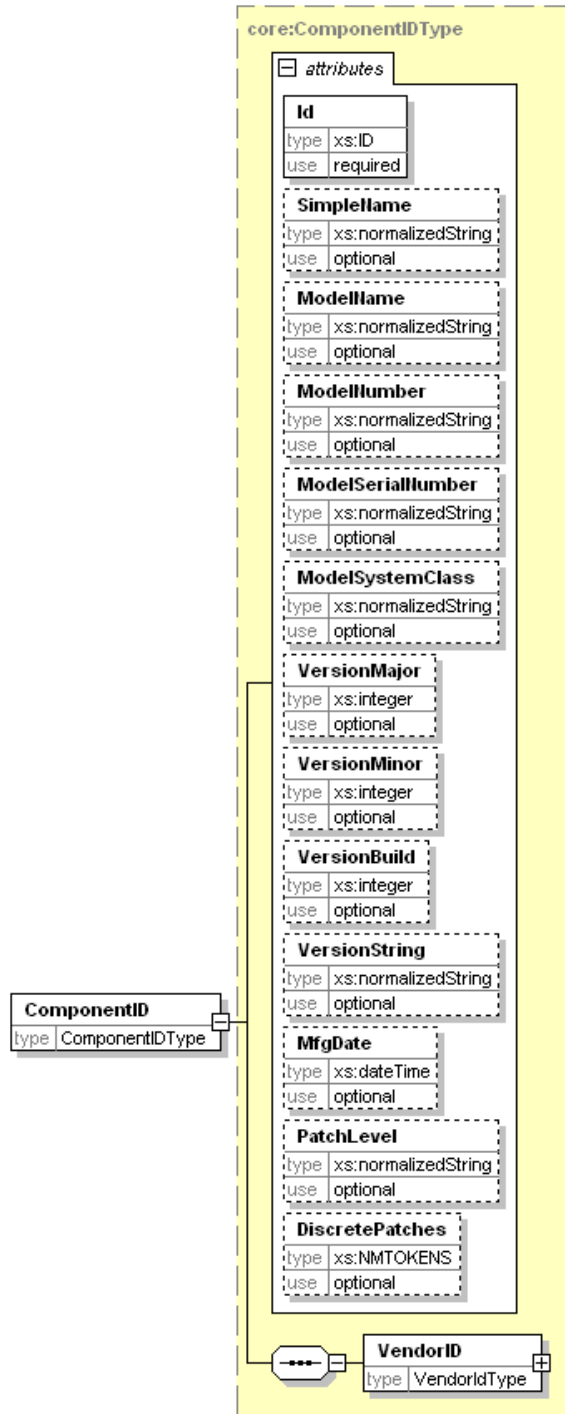 core:ComponentIDType
attributes
Id
type xs:ID
use required
SimpleName
type xs:normalizedString
use optional
ModelName
type xs:normalizedString
use optional
ModelNumber
type xs:normalizedString
use optional
ModelSerialNumber
type xs:normalizedString
use optional
ModelSystemClass
type xs:normalizedString
use optional
VersionMajor
type xs:integer
use optional
VersionMinor
type xs:integer
use optional
VersionBuild
type xs:integer
use optional
VersionString
type xs:normalizedString
use optional
ComponentID
type ComponentIDType
MfgDate
type xs:dateTime
use optional
PatchLevel
type xs:normalizedString
use optional
DiscretePatches
type xs:NMTOKENS
use optional
VendorID
type VendorIdType